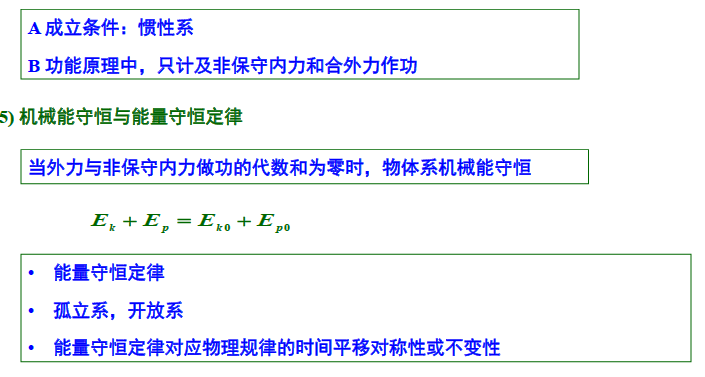 A 成立条件：惯性系
B 功能原理中，只计及非保守内力和合外力作功
5) 机械能守恒与能量守恒定律
当外力与非保守内力做功的代数和为零时，物体系机械能守恒
E_k + E_p = E_{k0} + E_{p0}
• 能量守恒定律
• 孤立系，开放系
• 能量守恒定律对应物理规律的时间平移对称性或不变性